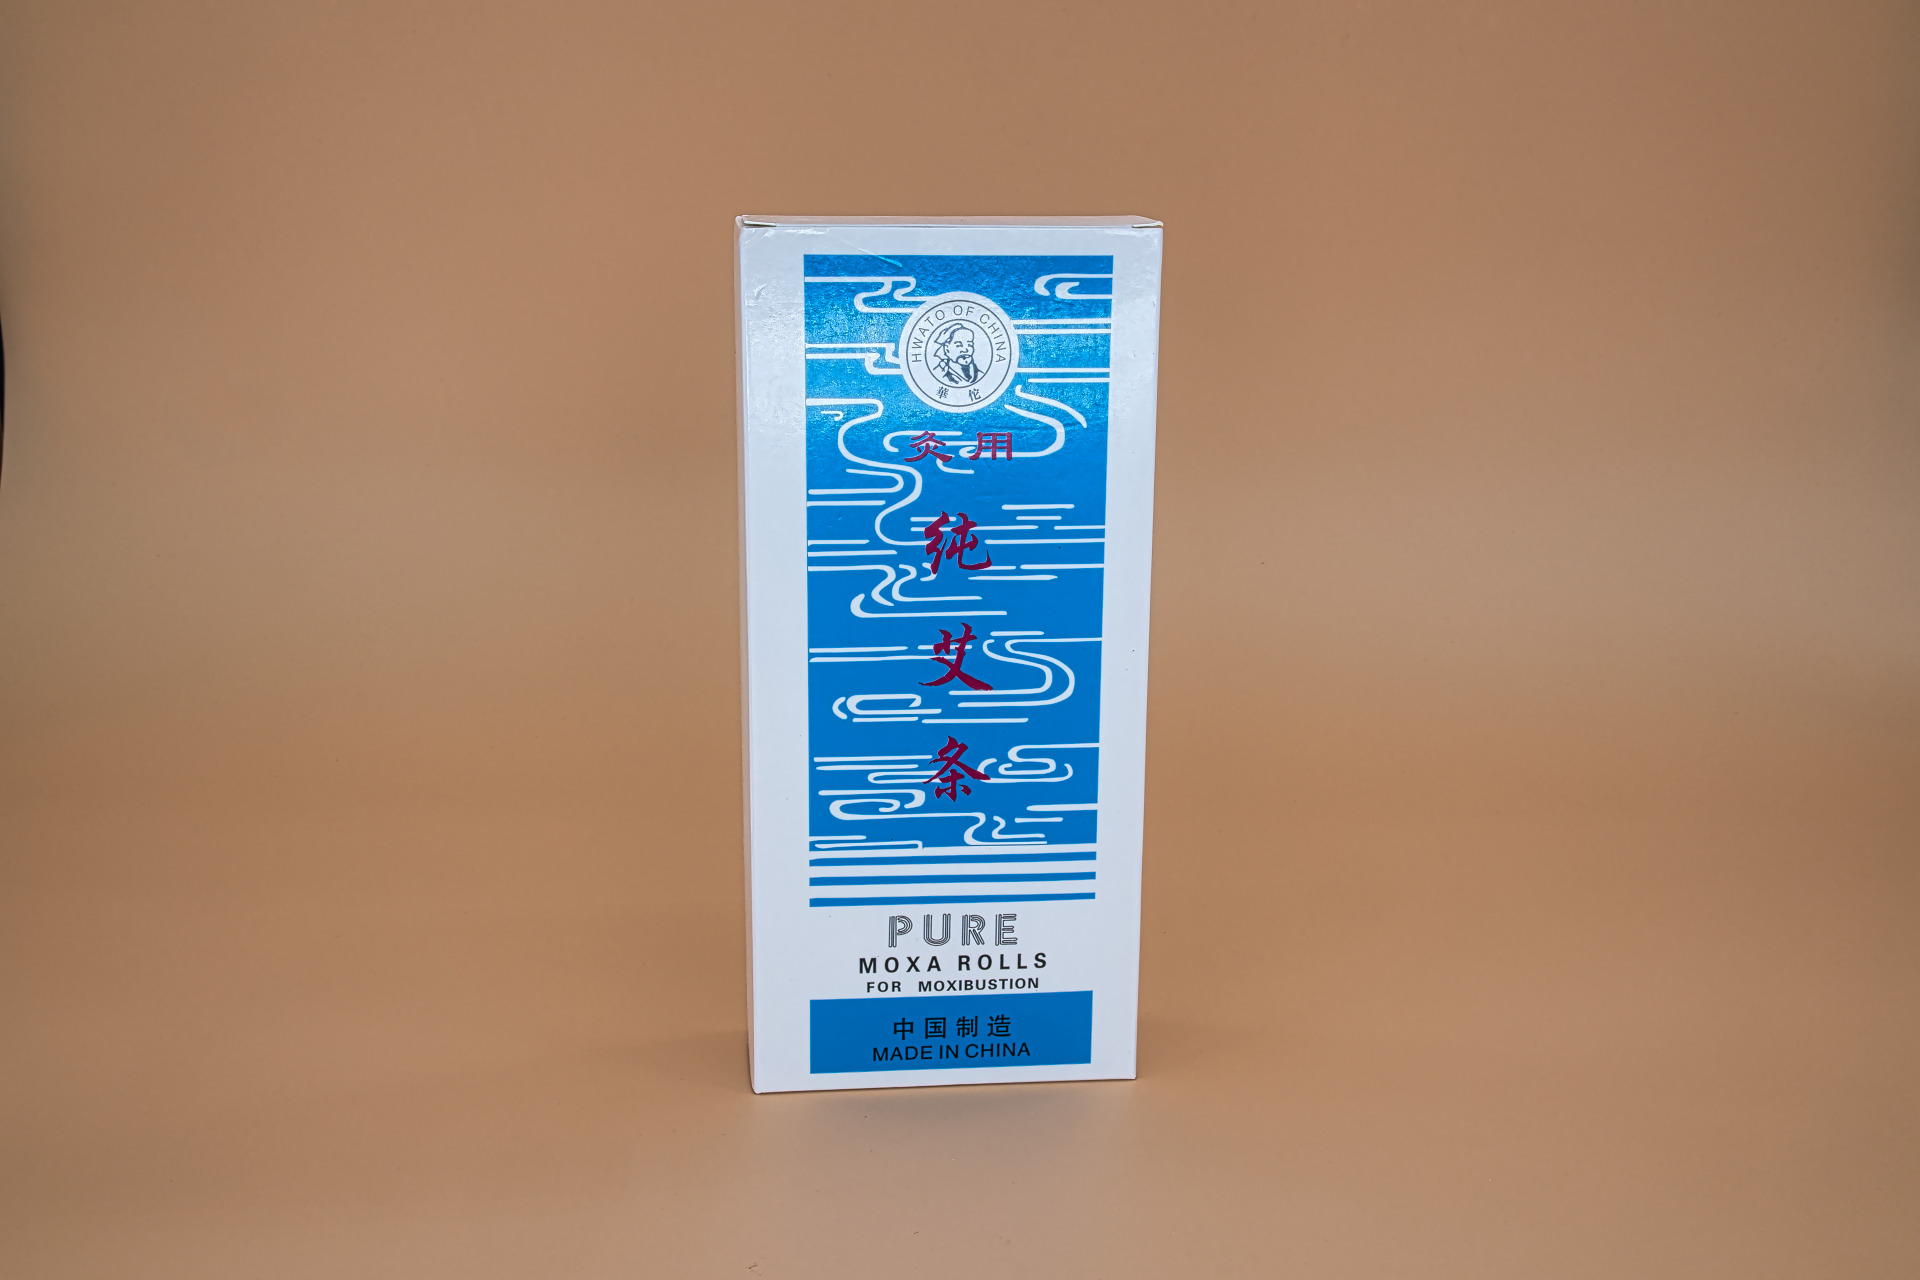 HWATO OF CHINA
華佗
灸用
纯
艾
条
PURE
MOXA ROLLS
FOR MOXIBUSTION
中国制造
MADE IN CHINA